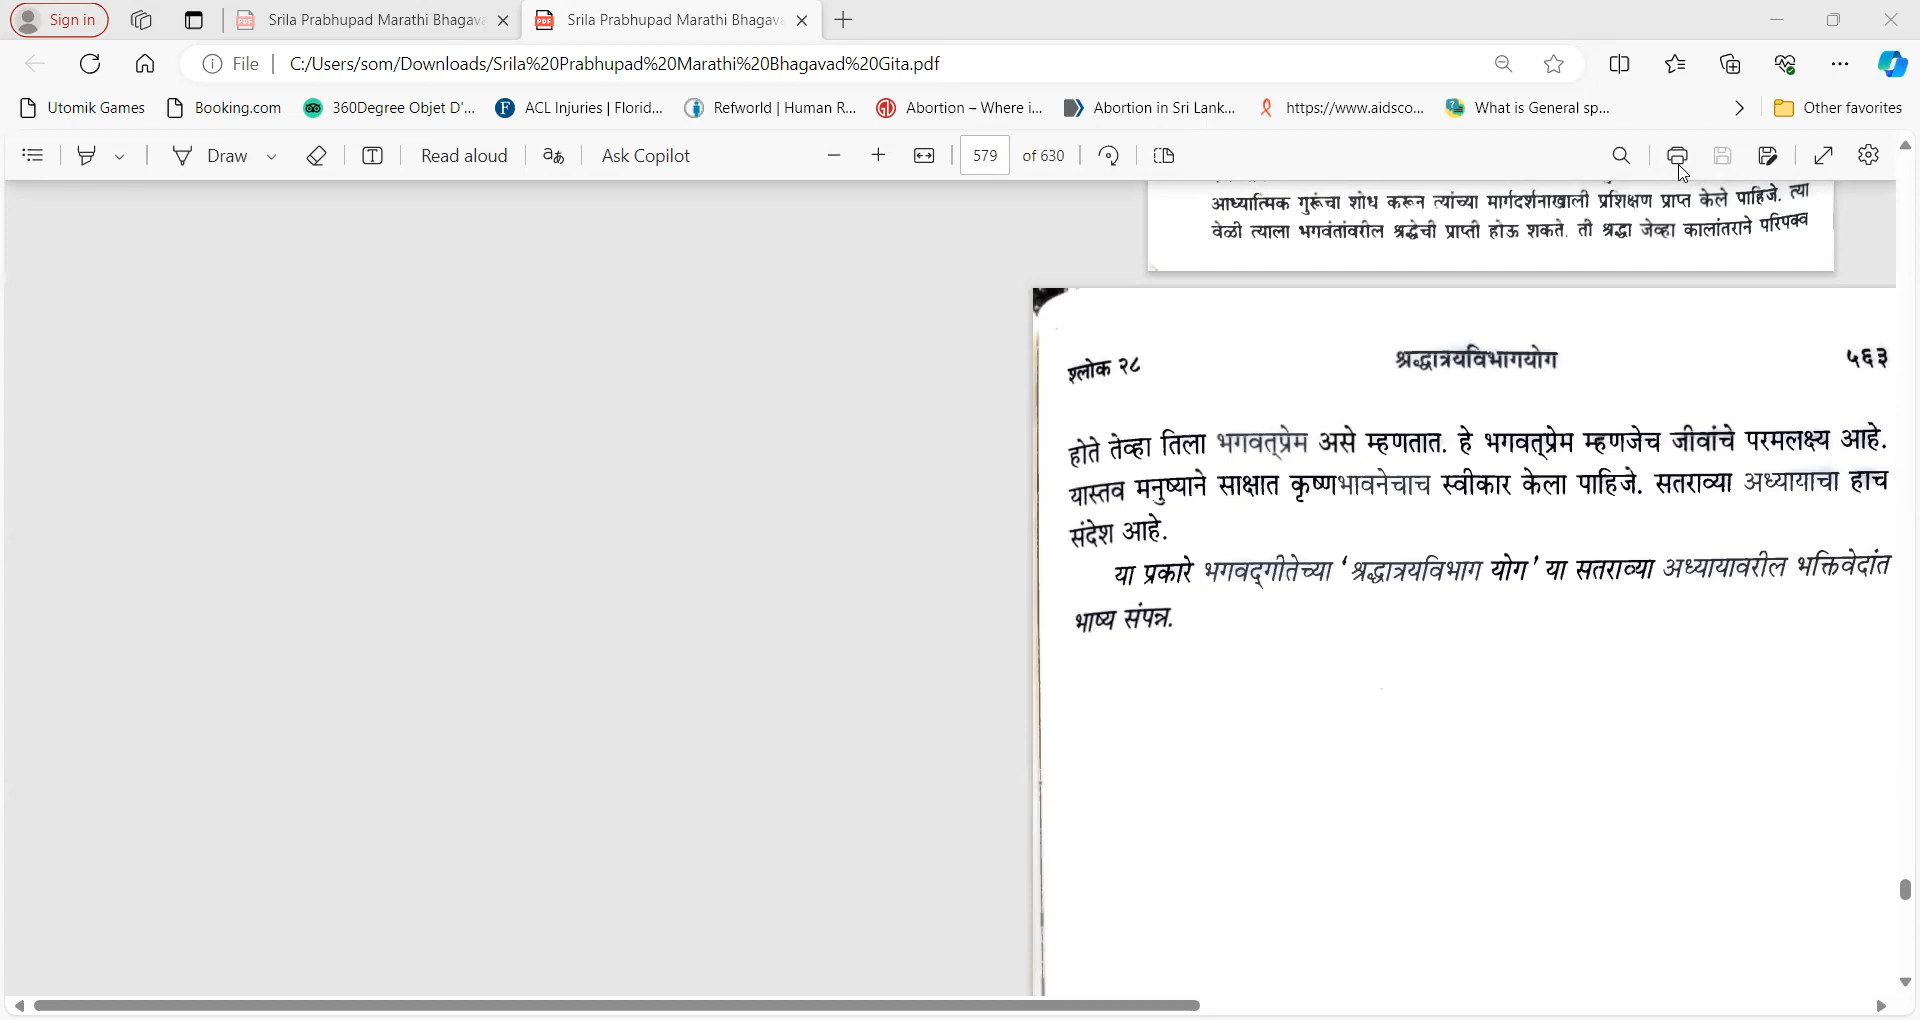 Sign in
Srila Prabhupad Marathi Bhagava
Srila Prabhupad Marathi Bhagava
File
C:/Users/som/Downloads/Srila%20Prabhupad%20Marathi%20Bhagavad%20Gita.pdf
Utomik Games
Booking.com
360Degree Objet D'...
ACL Injuries | Florid...
Refworld | Human R...
Abortion – Where i...
Abortion in Sri Lank...
https://www.aidsco...
What is General sp...
Other favorites
Draw
Read aloud
Ask Copilot
579 of 630
आध्यात्मिक गुरूंचा शोध करून त्यांच्या मार्गदर्शनाखाली प्रशिक्षण प्राप्त केले पाहिजे. त्या
वेळी त्याला भगवंतांवरील श्रद्धेची प्राप्ती होऊ शकते. ती श्रद्धा जेव्हा कालांतराने परिपक्व
श्लोक २८ श्रद्धात्रयविभागयोग ५६३
होते तेव्हा तिला भगवत्प्रेम असे म्हणतात. हे भगवत्प्रेम म्हणजेच जीवांचे परमलक्ष्य आहे.
यास्तव मनुष्याने साक्षात कृष्णभावनेचाच स्वीकार केला पाहिजे. सतराव्या अध्यायाचा हाच
संदेश आहे.
या प्रकारे भगवद्गीतेच्या ' श्रद्धात्रयविभाग योग ' या सतराव्या अध्यायावरील भक्तिवेदांत
भाष्य संपन्न.